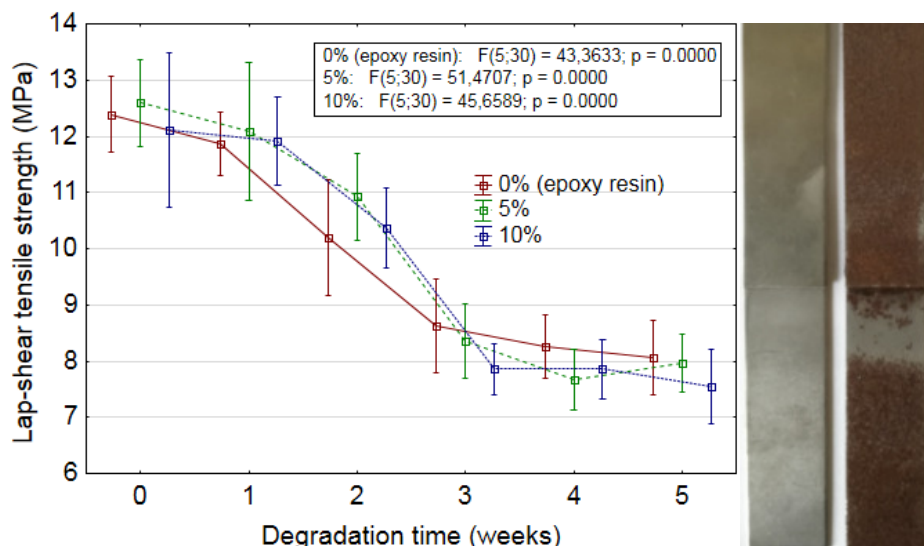 14
13
12
11
10
9
8
7
6
Lap-shear tensile strength (MPa)
0% (epoxy resin): F(5;30) = 43,3633; p = 0.0000
5%: F(5;30) = 51,4707; p = 0.0000
10%: F(5;30) = 45,6589; p = 0.0000
0% (epoxy resin)
5%
10%
0 1 2 3 4 5
Degradation time (weeks)